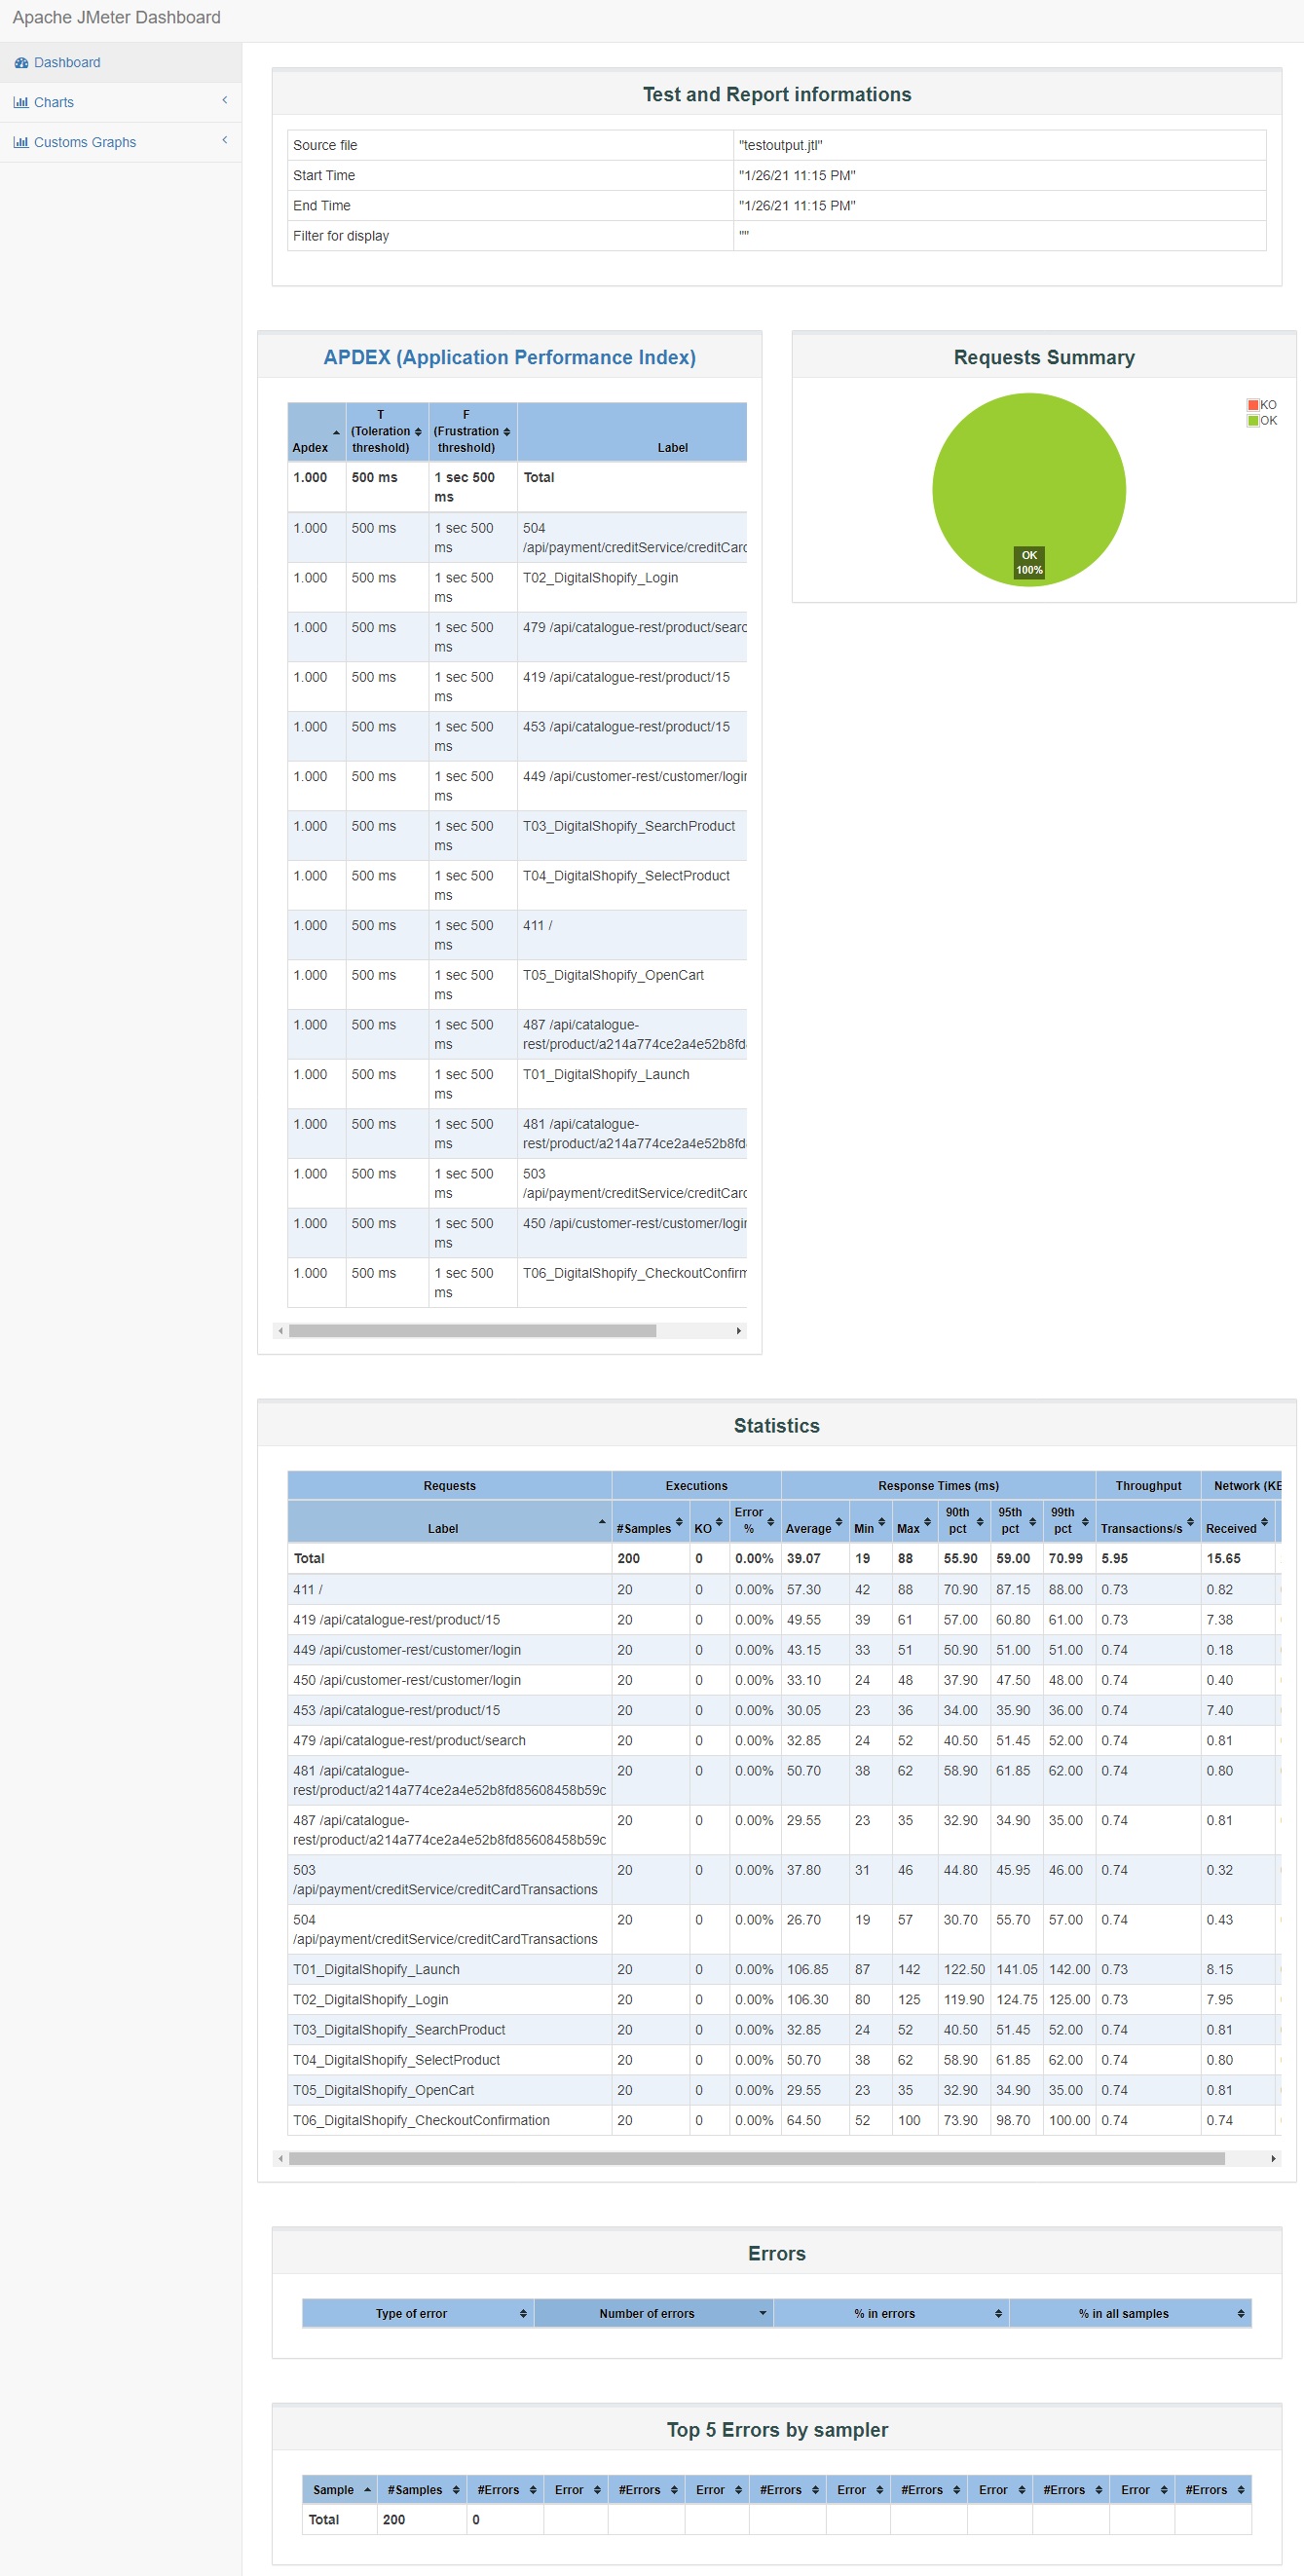 Apache JMeter Dashboard
Dashboard
Charts
Customs Graphs
Test and Report informations
Source file "testoutput.jtl"
Start Time "1/26/21 11:15 PM"
End Time "1/26/21 11:15 PM"
Filter for display ""
APDEX (Application Performance Index)
Apdex T (Toleration threshold) F (Frustration threshold) Label
1.000 500 ms 1 sec 500 ms Total
1.000 500 ms 1 sec 500 ms 504 /api/payment/creditService/creditCard
1.000 500 ms 1 sec 500 ms T02_DigitalShopify_Login
1.000 500 ms 1 sec 500 ms 479 /api/catalogue-rest/product/searc
1.000 500 ms 1 sec 500 ms 419 /api/catalogue-rest/product/15
1.000 500 ms 1 sec 500 ms 453 /api/catalogue-rest/product/15
1.000 500 ms 1 sec 500 ms 449 /api/customer-rest/customer/login
1.000 500 ms 1 sec 500 ms T03_DigitalShopify_SearchProduct
1.000 500 ms 1 sec 500 ms T04_DigitalShopify_SelectProduct
1.000 500 ms 1 sec 500 ms 411 /
1.000 500 ms 1 sec 500 ms T05_DigitalShopify_OpenCart
1.000 500 ms 1 sec 500 ms 487 /api/catalogue-rest/product/a214a774ce2a4e52b8fd
1.000 500 ms 1 sec 500 ms T01_DigitalShopify_Launch
1.000 500 ms 1 sec 500 ms 481 /api/catalogue-rest/product/a214a774ce2a4e52b8fd
1.000 500 ms 1 sec 500 ms 503 /api/payment/creditService/creditCard
1.000 500 ms 1 sec 500 ms 450 /api/customer-rest/customer/login
1.000 500 ms 1 sec 500 ms T06_DigitalShopify_CheckoutConfirm
Requests Summary
KO
OK
OK
100%
Statistics
Requests Executions Response Times (ms) Throughput Network (KB
Label #Samples KO Error % Average Min Max 90th pct 95th pct 99th pct Transactions/s Received
Total 200 0 0.00% 39.07 19 88 55.90 59.00 70.99 5.95 15.65
411 / 20 0 0.00% 57.30 42 88 70.90 87.15 88.00 0.73 0.82
419 /api/catalogue-rest/product/15 20 0 0.00% 49.55 39 61 57.00 60.80 61.00 0.73 7.38
449 /api/customer-rest/customer/login 20 0 0.00% 43.15 33 51 50.90 51.00 51.00 0.74 0.18
450 /api/customer-rest/customer/login 20 0 0.00% 33.10 24 48 37.90 47.50 48.00 0.74 0.40
453 /api/catalogue-rest/product/15 20 0 0.00% 30.05 23 36 34.00 35.90 36.00 0.74 7.40
479 /api/catalogue-rest/product/search 20 0 0.00% 32.85 24 52 40.50 51.45 52.00 0.74 0.81
481 /api/catalogue-rest/product/a214a774ce2a4e52b8fd85608458b59c 20 0 0.00% 50.70 38 62 58.90 61.85 62.00 0.74 0.80
487 /api/catalogue-rest/product/a214a774ce2a4e52b8fd85608458b59c 20 0 0.00% 29.55 23 35 32.90 34.90 35.00 0.74 0.81
503 /api/payment/creditService/creditCardTransactions 20 0 0.00% 37.80 31 46 44.80 45.95 46.00 0.74 0.32
504 /api/payment/creditService/creditCardTransactions 20 0 0.00% 26.70 19 57 30.70 55.70 57.00 0.74 0.43
T01_DigitalShopify_Launch 20 0 0.00% 106.85 87 142 122.50 141.05 142.00 0.73 8.15
T02_DigitalShopify_Login 20 0 0.00% 106.30 80 125 119.90 124.75 125.00 0.73 7.95
T03_DigitalShopify_SearchProduct 20 0 0.00% 32.85 24 52 40.50 51.45 52.00 0.74 0.81
T04_DigitalShopify_SelectProduct 20 0 0.00% 50.70 38 62 58.90 61.85 62.00 0.74 0.80
T05_DigitalShopify_OpenCart 20 0 0.00% 29.55 23 35 32.90 34.90 35.00 0.74 0.81
T06_DigitalShopify_CheckoutConfirmation 20 0 0.00% 64.50 52 100 73.90 98.70 100.00 0.74 0.74
Errors
Type of error Number of errors % in errors % in all samples
Top 5 Errors by sampler
Sample #Samples #Errors Error #Errors Error #Errors Error #Errors Error #Errors Error #Errors
Total 200 0